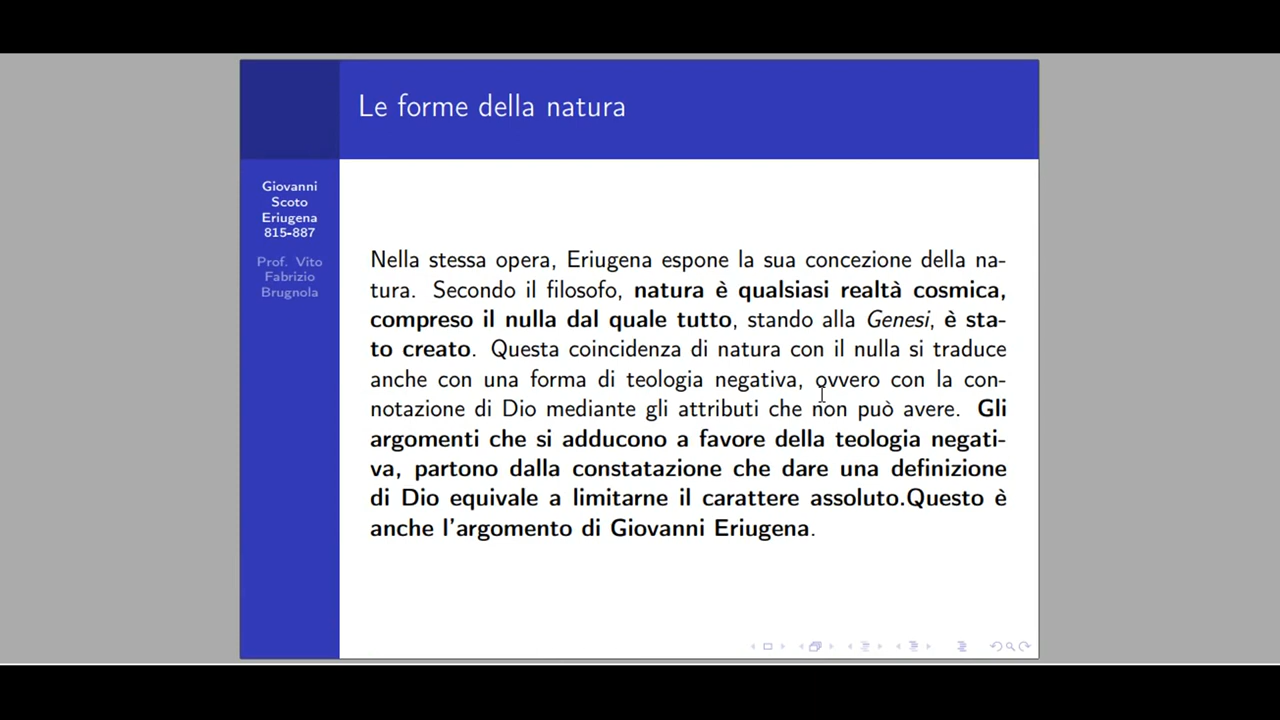 Le forme della natura
Giovanni
Scoto
Eriugena
815-887
Prof. Vito
Fabrizio
Brugnola
Nella stessa opera, Eriugena espone la sua concezione della na-
tura. Secondo il filosofo, natura è qualsiasi realtà cosmica,
compreso il nulla dal quale tutto, stando alla Genesi, è sta-
to creato. Questa coincidenza di natura con il nulla si traduce
anche con una forma di teologia negativa, ovvero con la con-
notazione di Dio mediante gli attributi che non può avere. Gli
argomenti che si adducono a favore della teologia negati-
va, partono dalla constatazione che dare una definizione
di Dio equivale a limitarne il carattere assoluto.Questo è
anche l'argomento di Giovanni Eriugena.